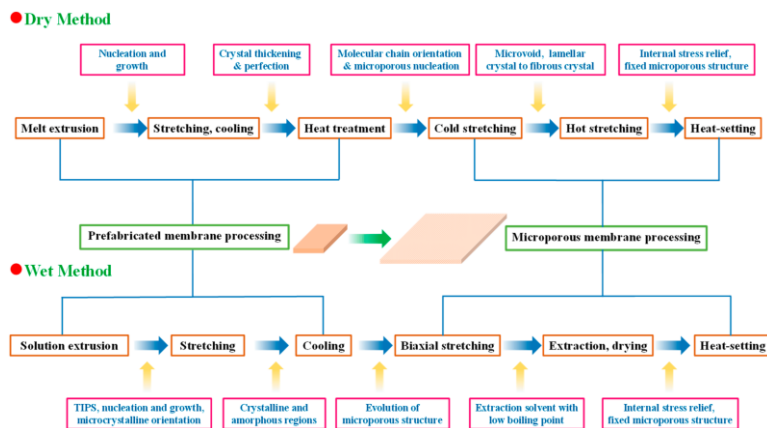 Dry Method
Nucleation and
growth
Crystal thickening
& perfection
Molecular chain orientation
& microporous nucleation
Microvoid, lamellar
crystal to fibrous crystal
Internal stress relief,
fixed microporous structure
Melt extrusion
Stretching, cooling
Heat treatment
Cold stretching
Hot stretching
Heat-setting
Prefabricated membrane processing
Microporous membrane processing
Wet Method
Solution extrusion
Stretching
Cooling
Biaxial stretching
Extraction, drying
Heat-setting
TIPS, nucleation and growth,
microcrystalline orientation
Crystalline and
amorphous regions
Evolution of
microporous structure
Extraction solvent with
low boiling point
Internal stress relief,
fixed microporous structure